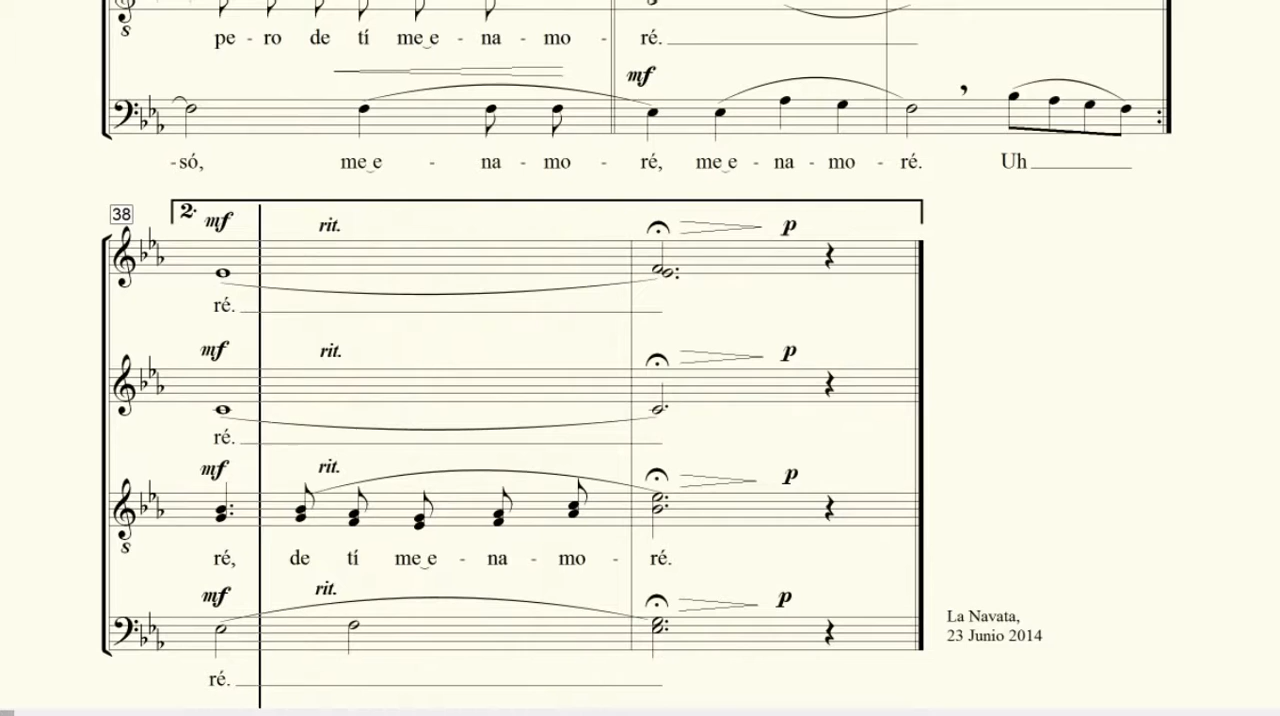 8
pe - ro de tí me‿e - na - mo - ré.
mf
-só, me‿e - na - mo - ré, me‿e - na - mo - ré. Uh
38 2. mf rit. p
ré.
mf rit. p
ré.
mf rit. p
8
ré, de tí me‿e - na - mo - ré.
mf rit. p
ré.
La Navata,
23 Junio 2014